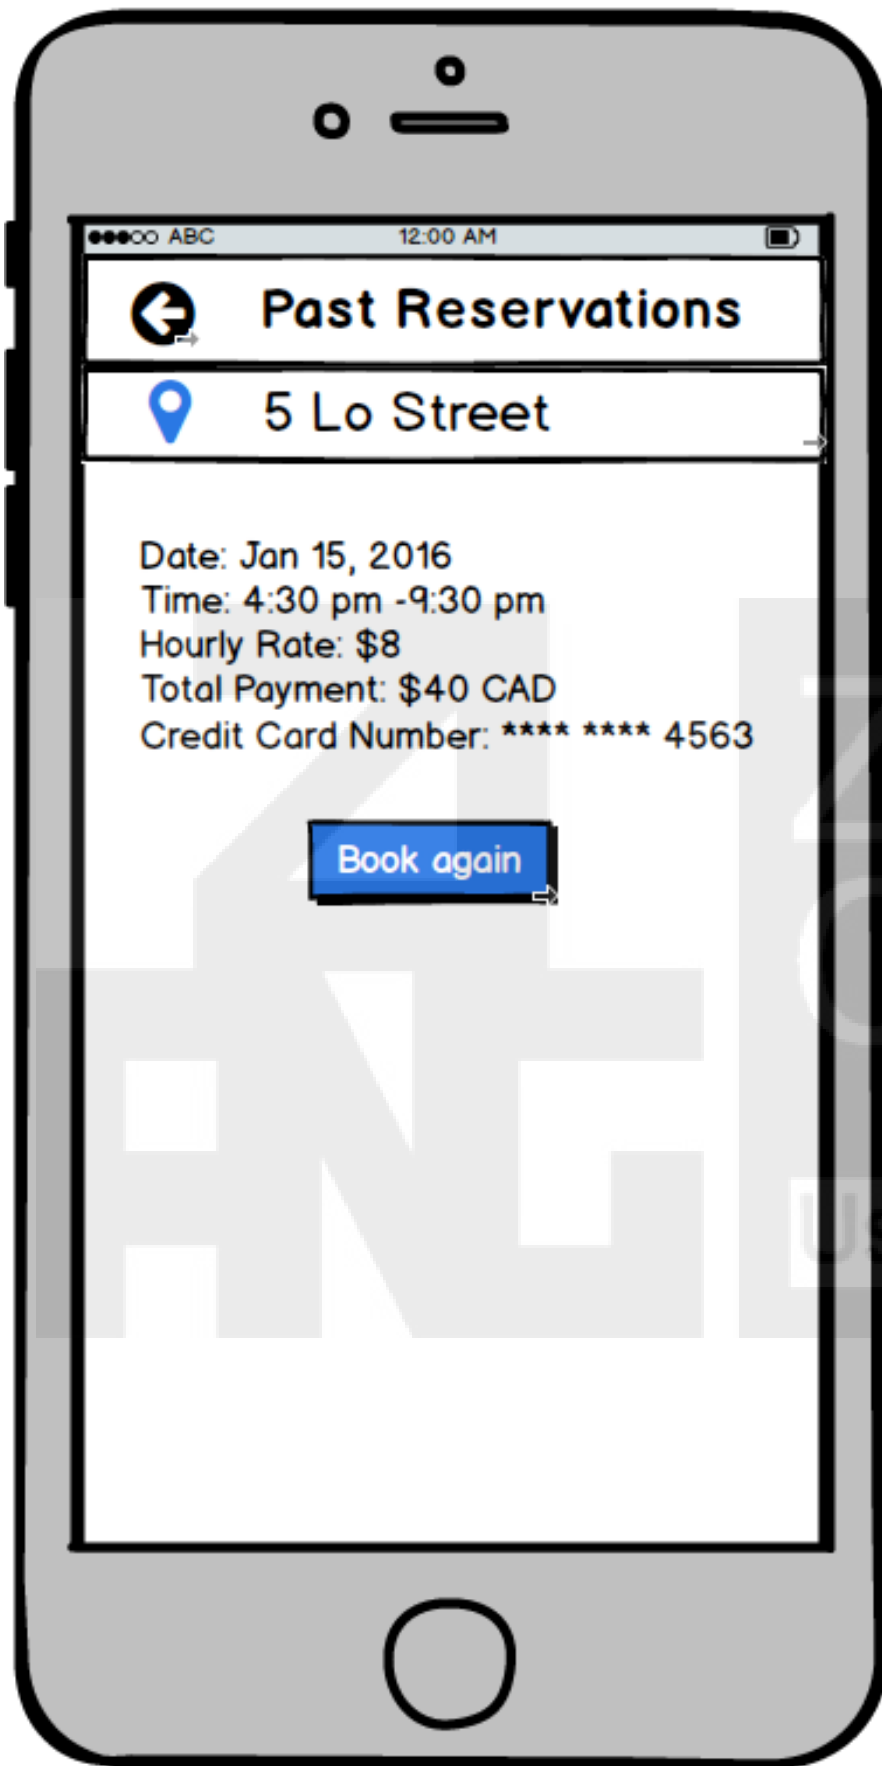 ABC 12:00 AM
Past Reservations
5 Lo Street
Date: Jan 15, 2016
Time: 4:30 pm -9:30 pm
Hourly Rate: $8
Total Payment: $40 CAD
Credit Card Number: **** **** 4563
Book again